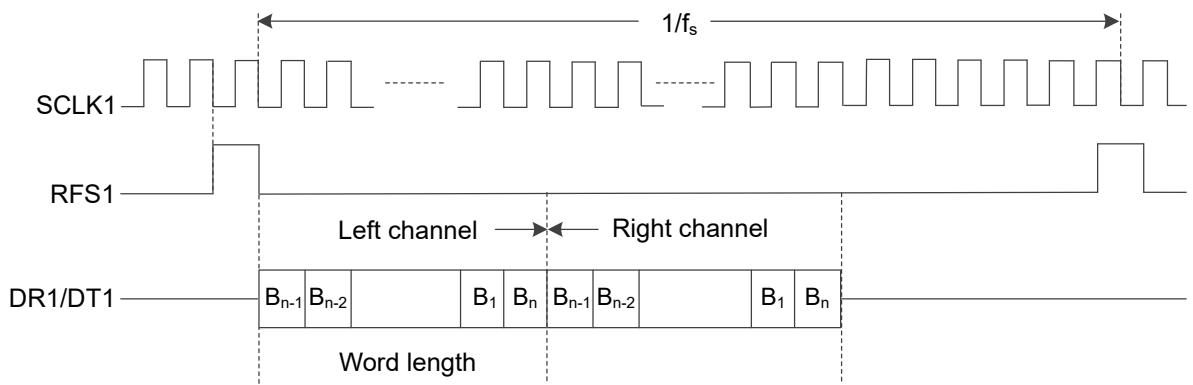 1/fₛ
SCLK1
RFS1
Left channel Right channel
DR1/DT1 Bₙ₋₁ Bₙ₋₂ B₁ Bₙ Bₙ₋₁ Bₙ₋₂ B₁ Bₙ
Word length